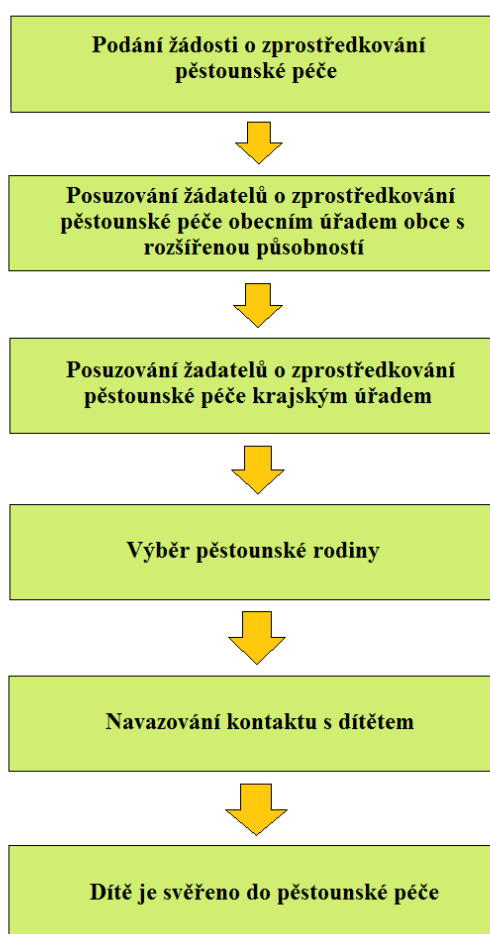 Podání žádosti o zprostředkování
pěstounské péče
Posuzování žádatelů o zprostředkování
pěstounské péče obecním úřadem obce s
rozšířenou působností
Posuzování žadatelů o zprostředkování
pěstounské péče krajským úřadem
Výběr pěstounské rodiny
Navazování kontaktu s dítětem
Dítě je svěřeno do pěstounské péče